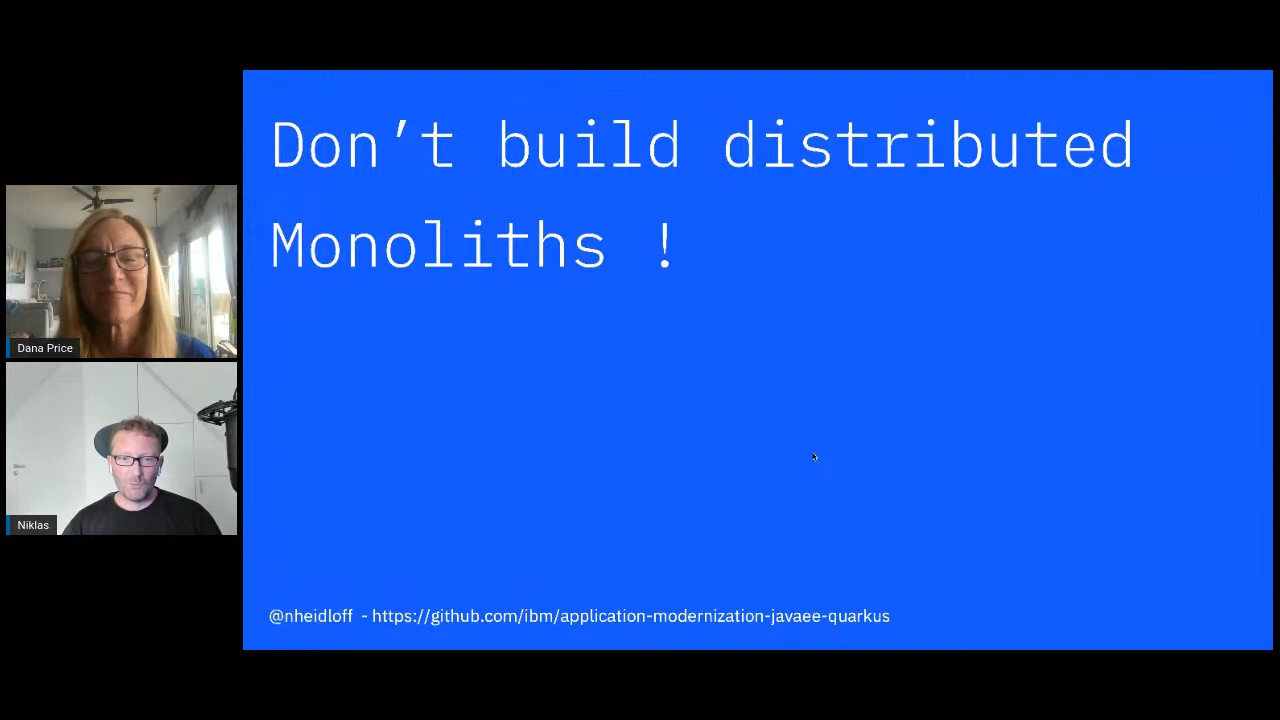 Don’t build distributed
Monoliths !
Dana Price
Niklas
@nheidloff - https://github.com/ibm/application-modernization-javaee-quarkus